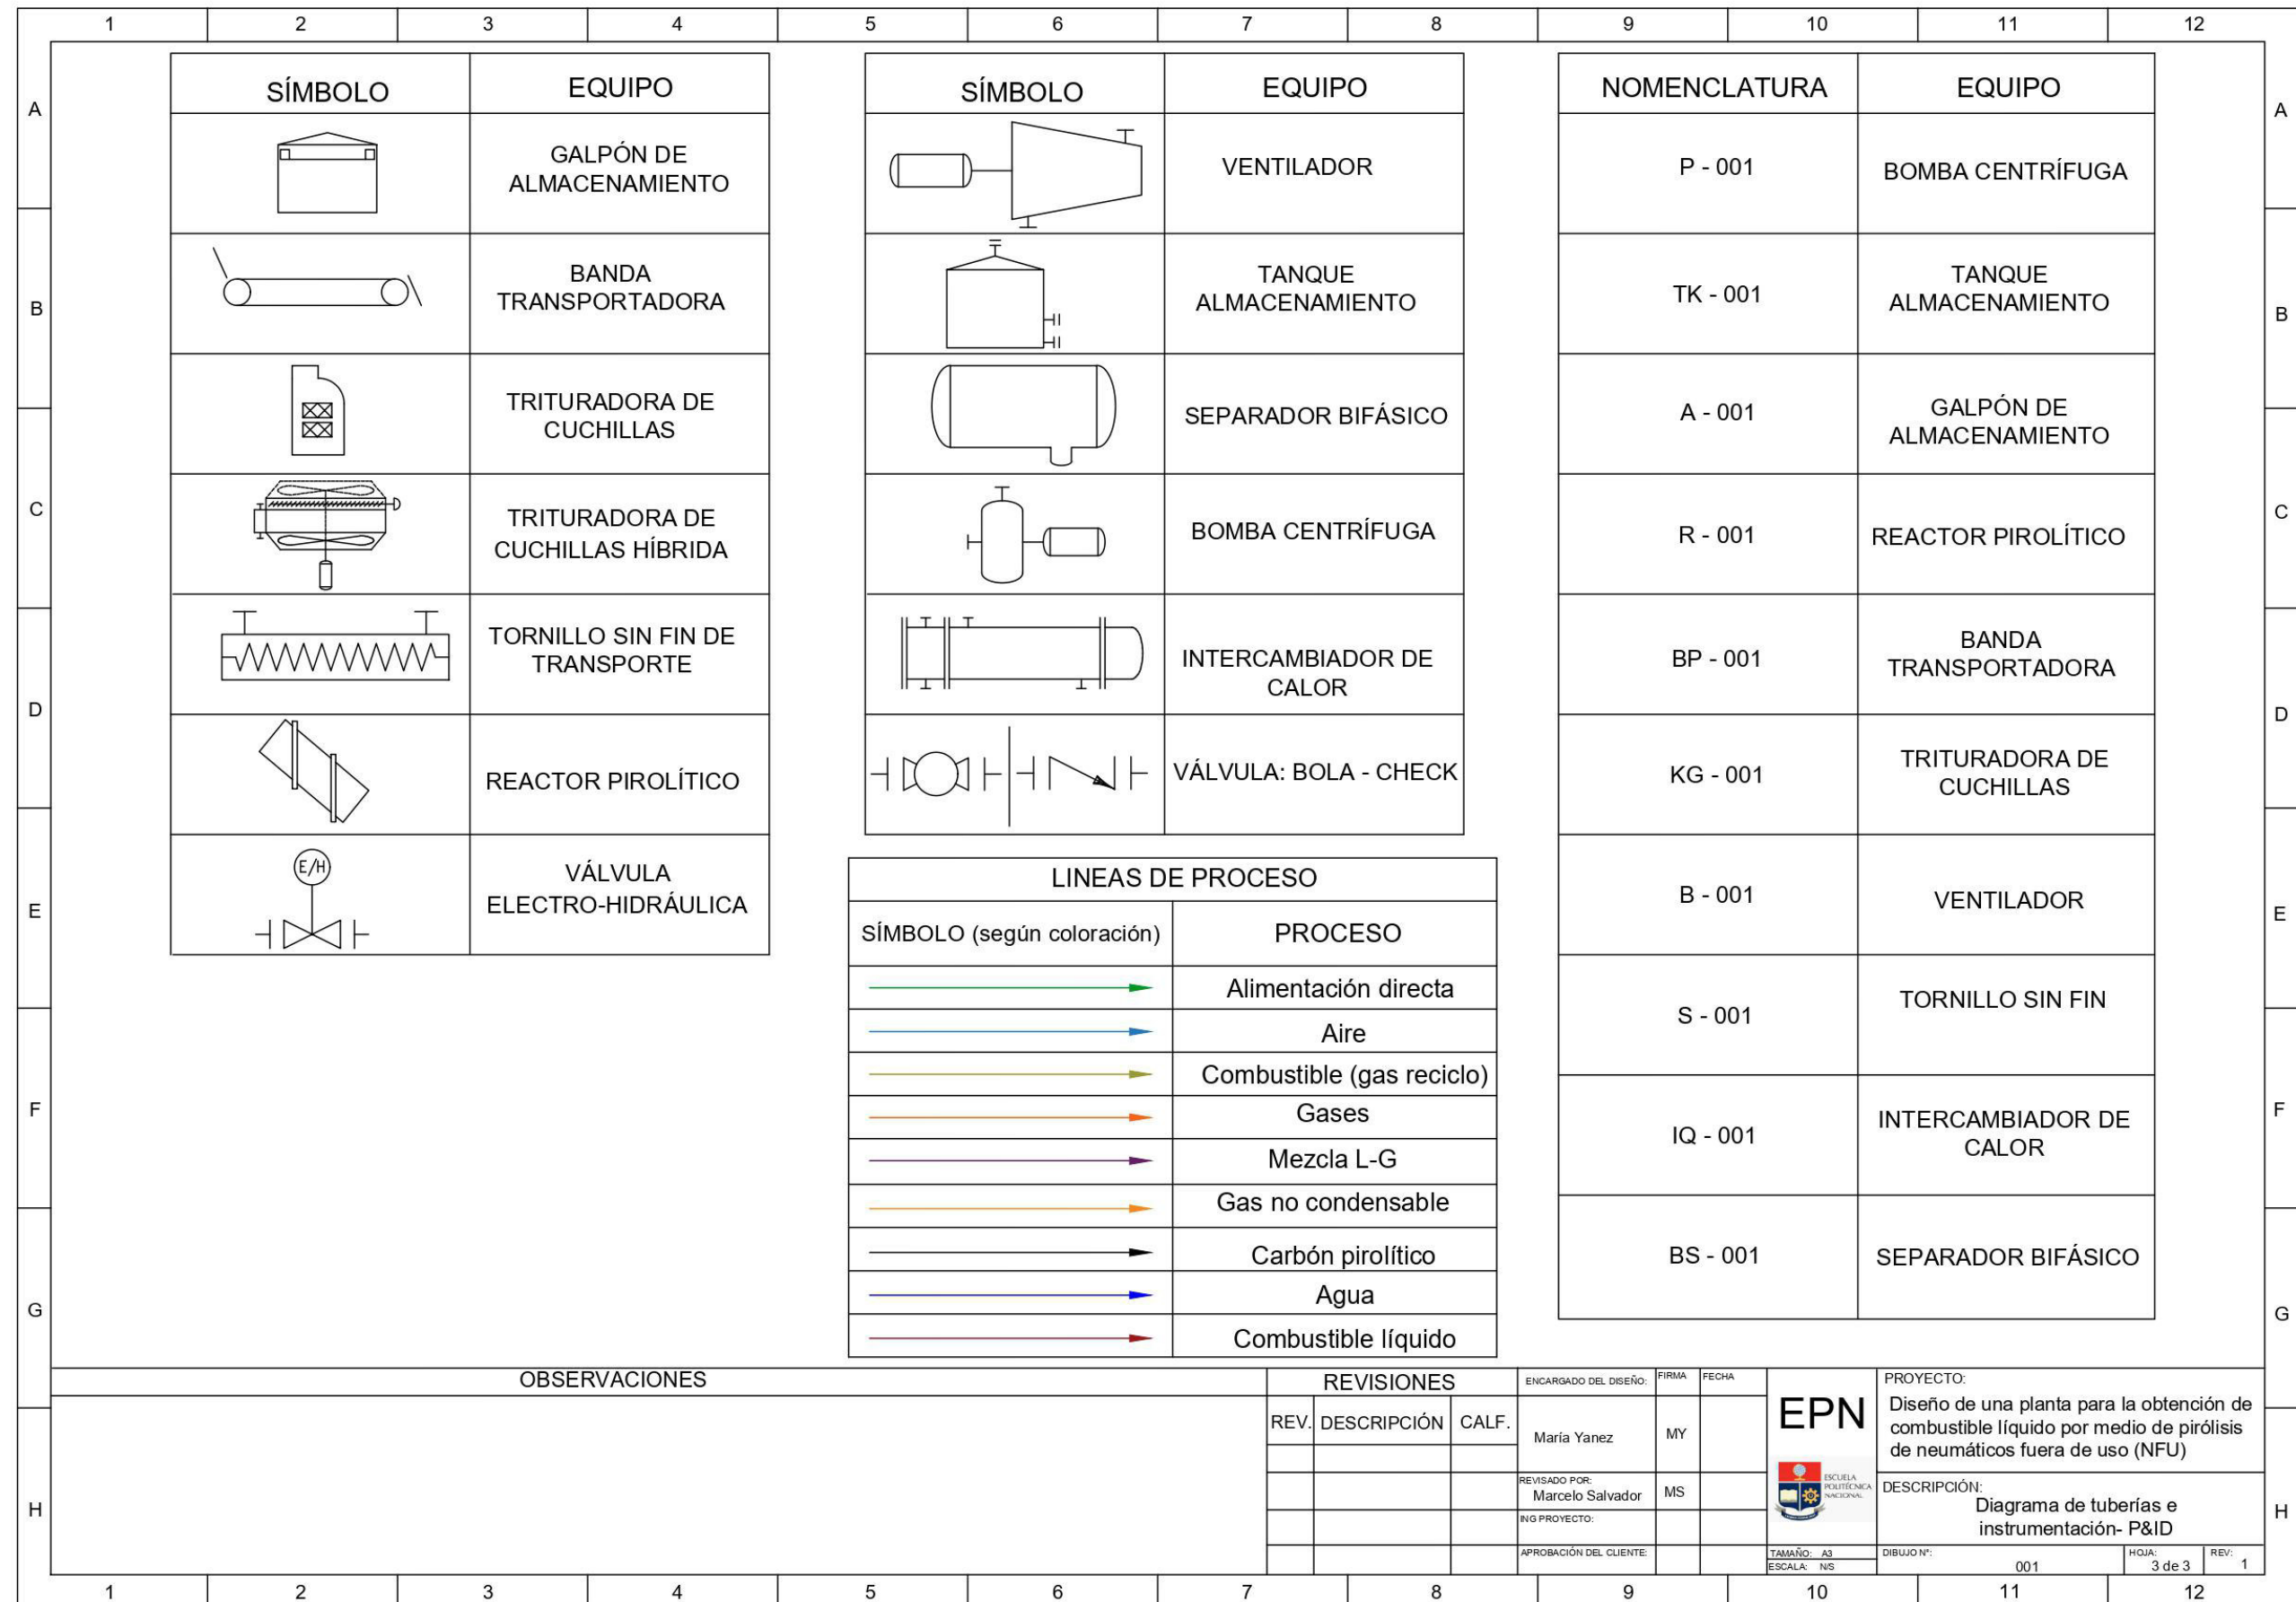 1 2 3 4 5 6 7 8 9 10 11 12
A
B
C
D
E
F
G
H
SÍMBOLO EQUIPO
GALPÓN DE
ALMACENAMIENTO
BANDA
TRANSPORTADORA
TRITURADORA DE
CUCHILLAS
TRITURADORA DE
CUCHILLAS HÍBRIDA
TORNILLO SIN FIN DE
TRANSPORTE
REACTOR PIROLÍTICO
E/H
VÁLVULA
ELECTRO-HIDRÁULICA
SÍMBOLO EQUIPO
VENTILADOR
TANQUE
ALMACENAMIENTO
SEPARADOR BIFÁSICO
BOMBA CENTRÍFUGA
INTERCAMBIADOR DE
CALOR
VÁLVULA: BOLA - CHECK
LINEAS DE PROCESO
SÍMBOLO (según coloración) PROCESO
Alimentación directa
Aire
Combustible (gas reciclo)
Gases
Mezcla L-G
Gas no condensable
Carbón pirolítico
Agua
Combustible líquido
NOMENCLATURA EQUIPO
P - 001 BOMBA CENTRÍFUGA
TK - 001 TANQUE
ALMACENAMIENTO
A - 001 GALPÓN DE
ALMACENAMIENTO
R - 001 REACTOR PIROLÍTICO
BP - 001 BANDA
TRANSPORTADORA
KG - 001 TRITURADORA DE
CUCHILLAS
B - 001 VENTILADOR
S - 001 TORNILLO SIN FIN
IQ - 001 INTERCAMBIADOR DE
CALOR
BS - 001 SEPARADOR BIFÁSICO
A
B
C
D
E
F
G
H
OBSERVACIONES
REVISIONES
REV. DESCRIPCIÓN CALF.
ENCARGADO DEL DISEÑO: FIRMA FECHA
María Yanez MY
REVISADO POR:
Marcelo Salvador MS
ING PROYECTO:
APROBACIÓN DEL CLIENTE:
EPN
ESCUELA
POLITÉCNICA
NACIONAL
TAMAÑO: A3
ESCALA: N/S
PROYECTO:
Diseño de una planta para la obtención de
combustible líquido por medio de pirólisis
de neumáticos fuera de uso (NFU)
DESCRIPCIÓN:
Diagrama de tuberías e
instrumentación- P&ID
DIBUJO N°: 001
HOJA: 3 de 3
REV: 1
1 2 3 4 5 6 7 8 9 10 11 12